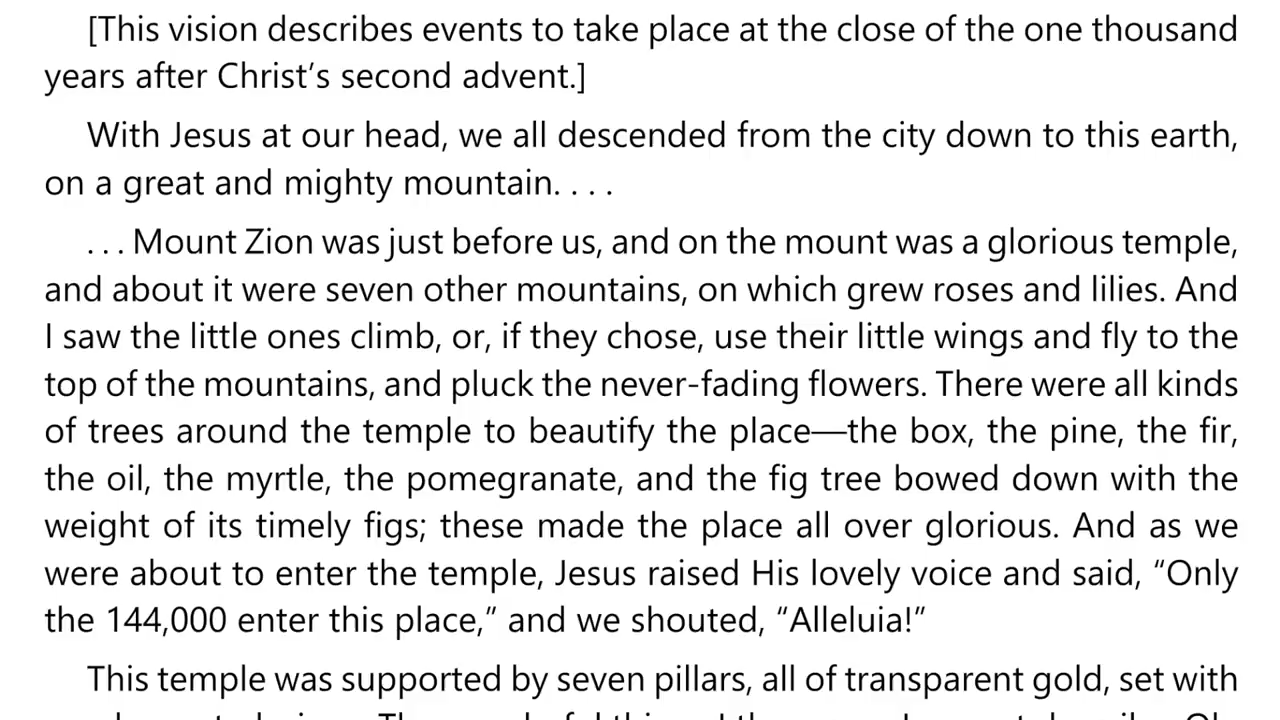 [This vision describes events to take place at the close of the one thousand
years after Christ’s second advent.]
With Jesus at our head, we all descended from the city down to this earth,
on a great and mighty mountain. . . .
. . . Mount Zion was just before us, and on the mount was a glorious temple,
and about it were seven other mountains, on which grew roses and lilies. And
I saw the little ones climb, or, if they chose, use their little wings and fly to the
top of the mountains, and pluck the never-fading flowers. There were all kinds
of trees around the temple to beautify the place—the box, the pine, the fir,
the oil, the myrtle, the pomegranate, and the fig tree bowed down with the
weight of its timely figs; these made the place all over glorious. And as we
were about to enter the temple, Jesus raised His lovely voice and said, “Only
the 144,000 enter this place,” and we shouted, “Alleluia!”
This temple was supported by seven pillars, all of transparent gold, set with